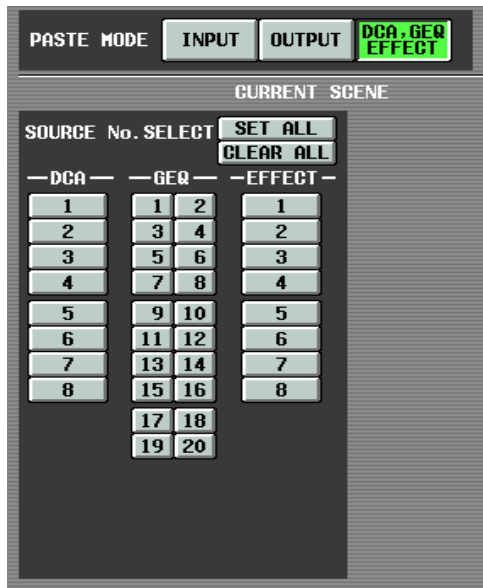 PASTE MODE INPUT OUTPUT DCA,GEQ
EFFECT
CURRENT SCENE
SOURCE No.SELECT SET ALL
CLEAR ALL
DCA GEQ EFFECT
1 1 2 1
2 3 4 2
3 5 6 3
4 7 8 4
5 9 10 5
6 11 12 6
7 13 14 7
8 15 16 8
17 18
19 20